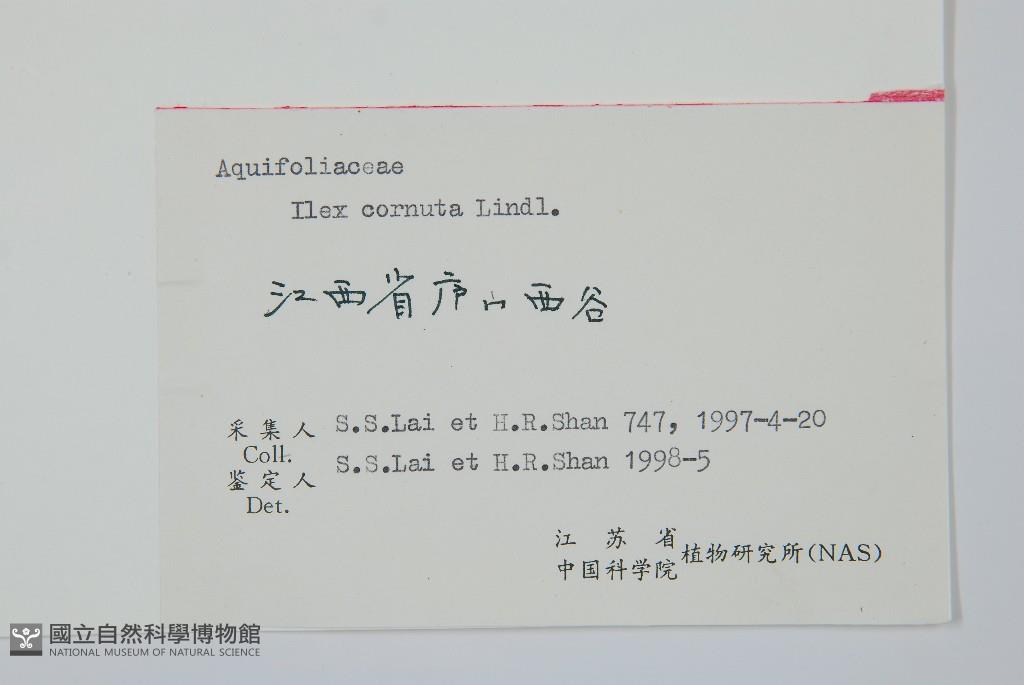 Aquifoliaceae
Ilex cornuta Lindl.
江西省庐山西谷
采集人 S.S.Lai et H.R.Shan 747, 1997-4-20
Coll.
鉴定人 S.S.Lai et H.R.Shan 1998-5
Det.
江苏省
中国科学院
植物研究所(NAS)
國立自然科學博物館
NATIONAL MUSEUM OF NATURAL SCIENCE